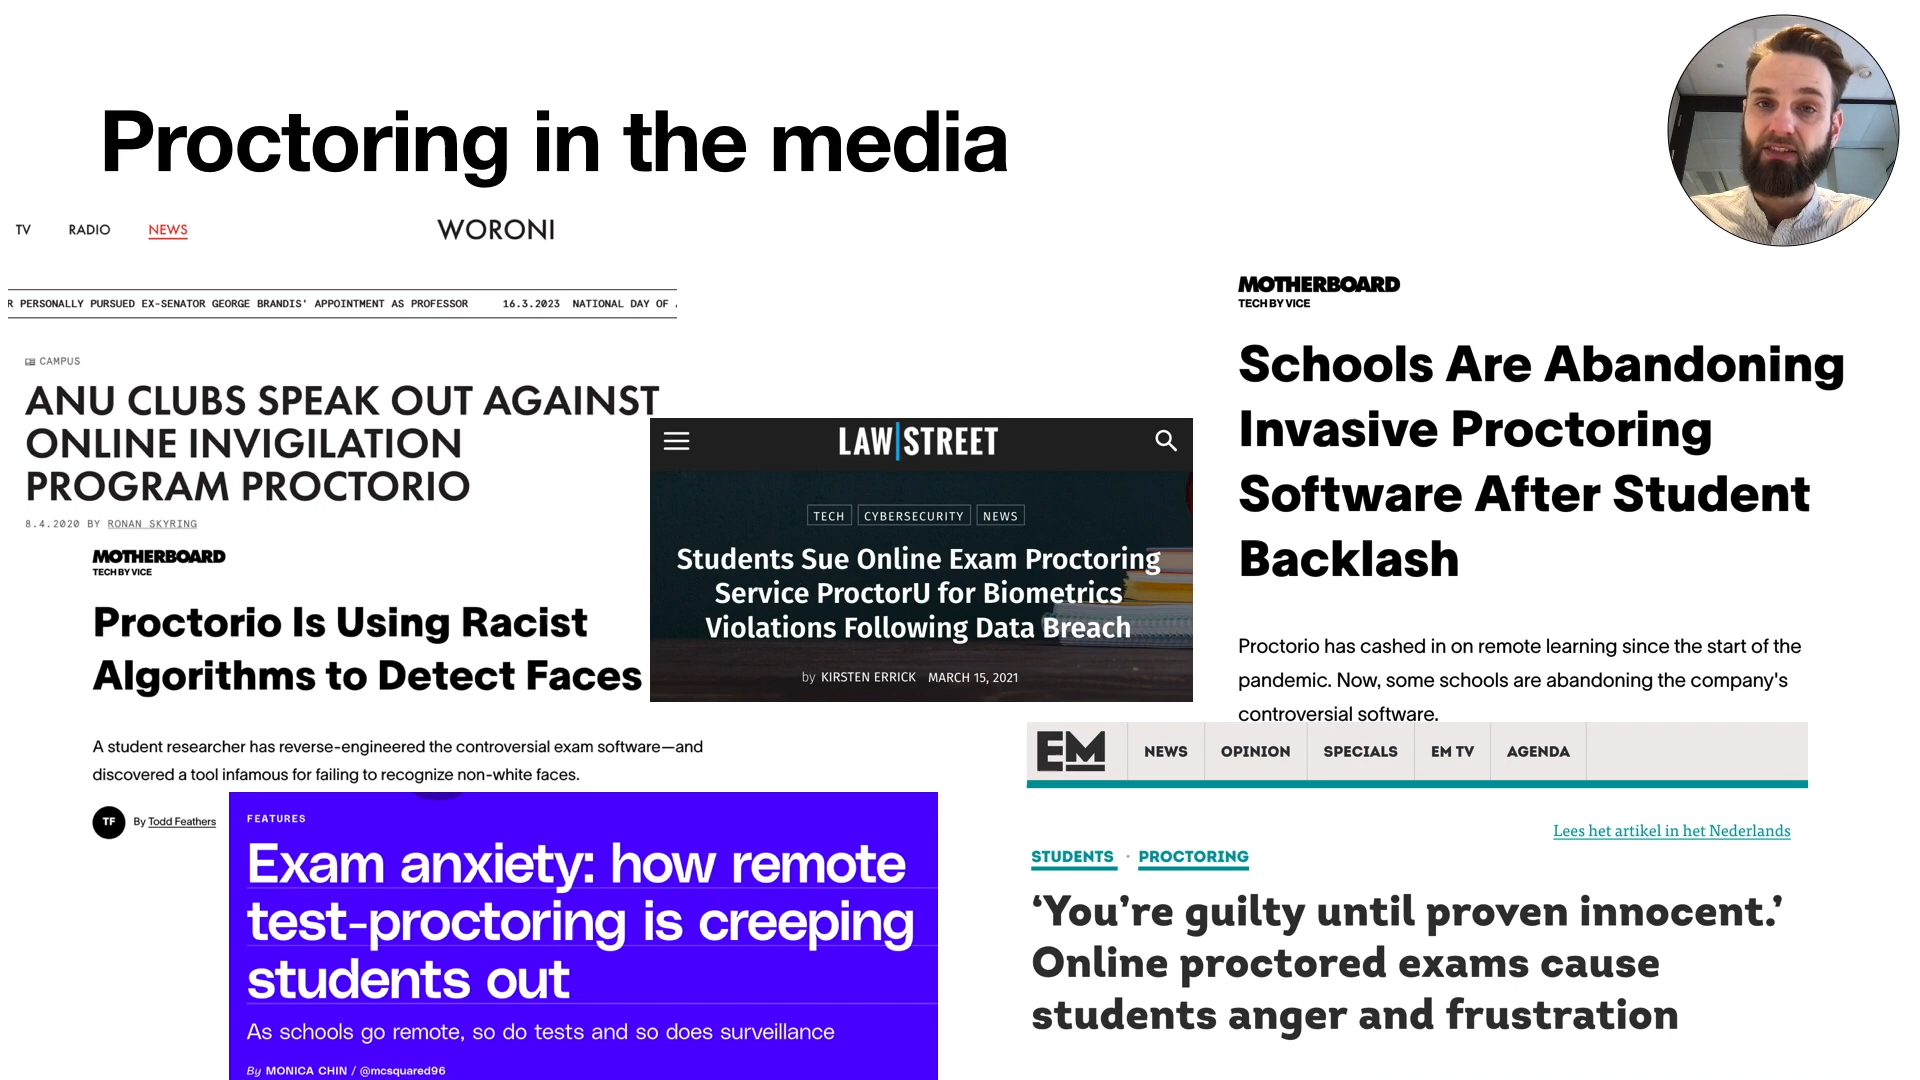 Proctoring in the media
TV RADIO NEWS WORONI
R PERSONALLY PURSUED EX-SENATOR GEORGE BRANDIS' APPOINTMENT AS PROFESSOR 16.3.2023 NATIONAL DAY OF
CAMPUS
ANU CLUBS SPEAK OUT AGAINST
ONLINE INVIGILATION
PROGRAM PROCTORIO
8.4.2020 BY RONAN SKYRING
MOTHERBOARD
TECH BY VICE
Proctorio Is Using Racist
Algorithms to Detect Faces
A student researcher has reverse-engineered the controversial exam software—and
discovered a tool infamous for failing to recognize non-white faces.
TF By Todd Feathers
LAW|STREET
TECH CYBERSECURITY NEWS
Students Sue Online Exam Proctoring
Service ProctorU for Biometrics
Violations Following Data Breach
by KIRSTEN ERRICK MARCH 15, 2021
MOTHERBOARD
TECH BY VICE
Schools Are Abandoning
Invasive Proctoring
Software After Student
Backlash
Proctorio has cashed in on remote learning since the start of the
pandemic. Now, some schools are abandoning the company's
controversial software.
FEATURES
Exam anxiety: how remote
test-proctoring is creeping
students out
As schools go remote, so do tests and so does surveillance
By MONICA CHIN / @mcsquared96
EM NEWS OPINION SPECIALS EM TV AGENDA
Lees het artikel in het Nederlands
STUDENTS · PROCTORING
‘You’re guilty until proven innocent.’
Online proctored exams cause
students anger and frustration